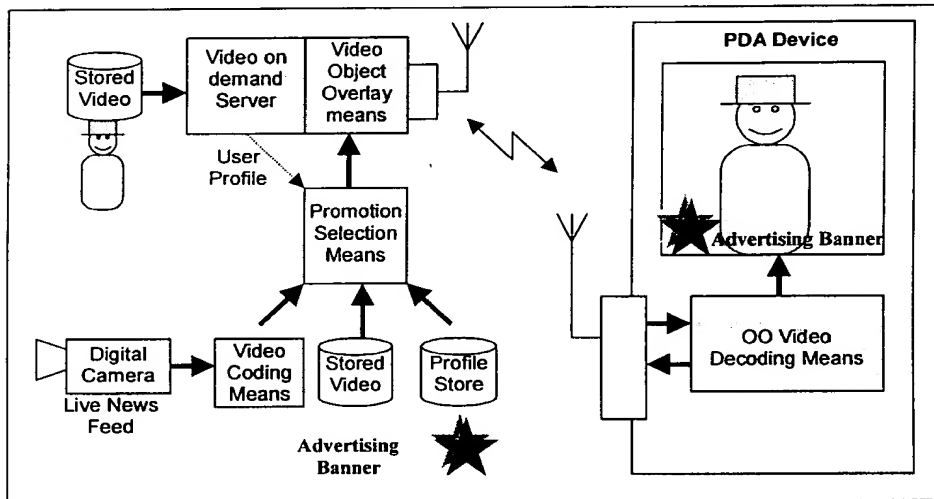 Stored
Video
Video on
demand
Server
Video
Object
Overlay
means
User
Profile
Promotion
Selection
Means
Digital
Camera
Live News
Feed
Video
Coding
Means
Stored
Video
Profile
Store
Advertising
Banner
PDA Device
Advertising Banner
OO Video
Decoding Means